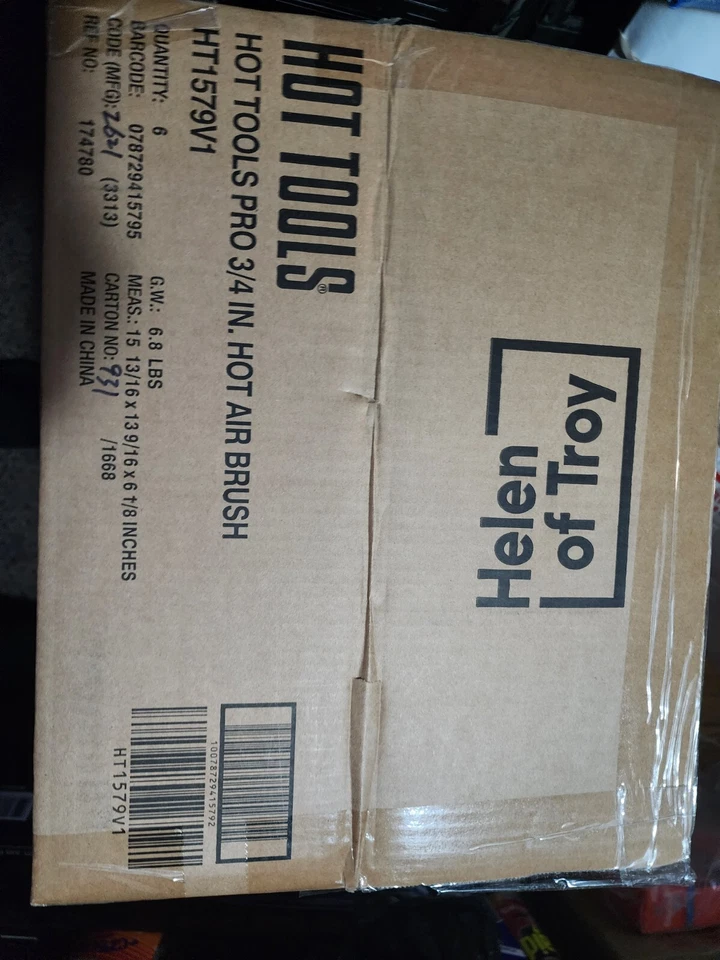 HOT TOOLS®
HOT TOOLS PRO 3/4 IN. HOT AIR BRUSH
HT1579V1
QUANTITY: 6
BARCODE: 078729415795
CODE (MFG): 2621 (3313)
REF NO: 174780
G.W.: 6.8 LBS
MEAS.: 15 13/16 x 13 9/16 x 6 1/8 INCHES
CARTON NO: 931 /1668
MADE IN CHINA
10078729415792
HT1579V1
Helen
of Troy